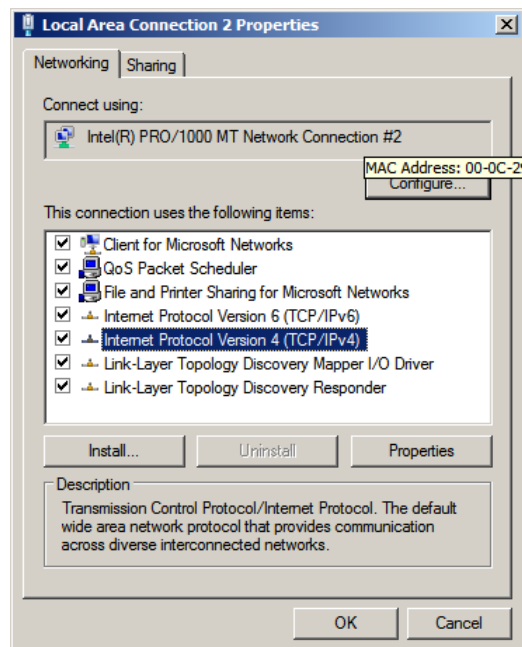 Local Area Connection 2 Properties
Networking
Sharing
Connect using:
Intel(R) PRO/1000 MT Network Connection #2
MAC Address: 00-0C-29
Configure...
This connection uses the following items:
Client for Microsoft Networks
QoS Packet Scheduler
File and Printer Sharing for Microsoft Networks
Internet Protocol Version 6 (TCP/IPv6)
Internet Protocol Version 4 (TCP/IPv4)
Link-Layer Topology Discovery Mapper I/O Driver
Link-Layer Topology Discovery Responder
Install...
Uninstall
Properties
Description
Transmission Control Protocol/Internet Protocol. The default
wide area network protocol that provides communication
across diverse interconnected networks.
OK
Cancel